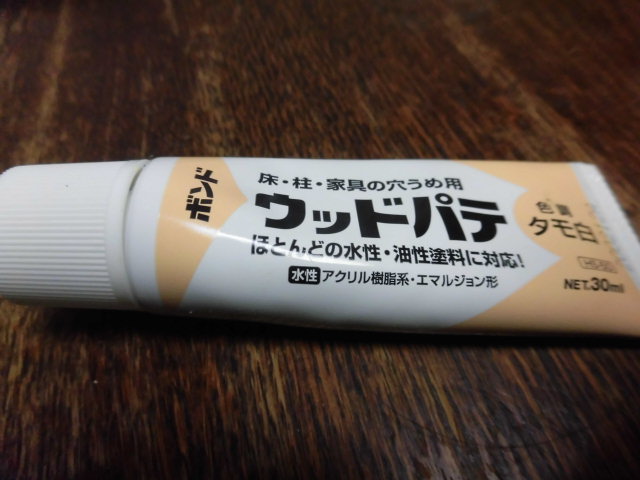 ボンド
床・柱・家具の穴うめ用
ウッドパテ
ほとんどの水性・油性塗料に対応!
水性 アクリル樹脂系・エマルジョン形
タモ白
NET.30ml